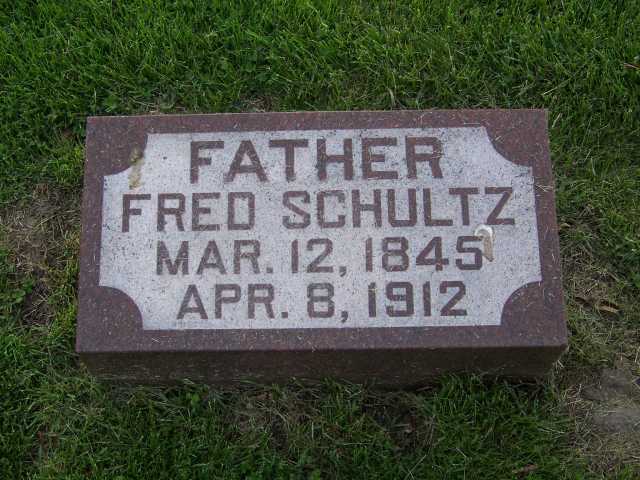 FATHER
FRED SCHULTZ
MAR. 12, 1845
APR. 8, 1912